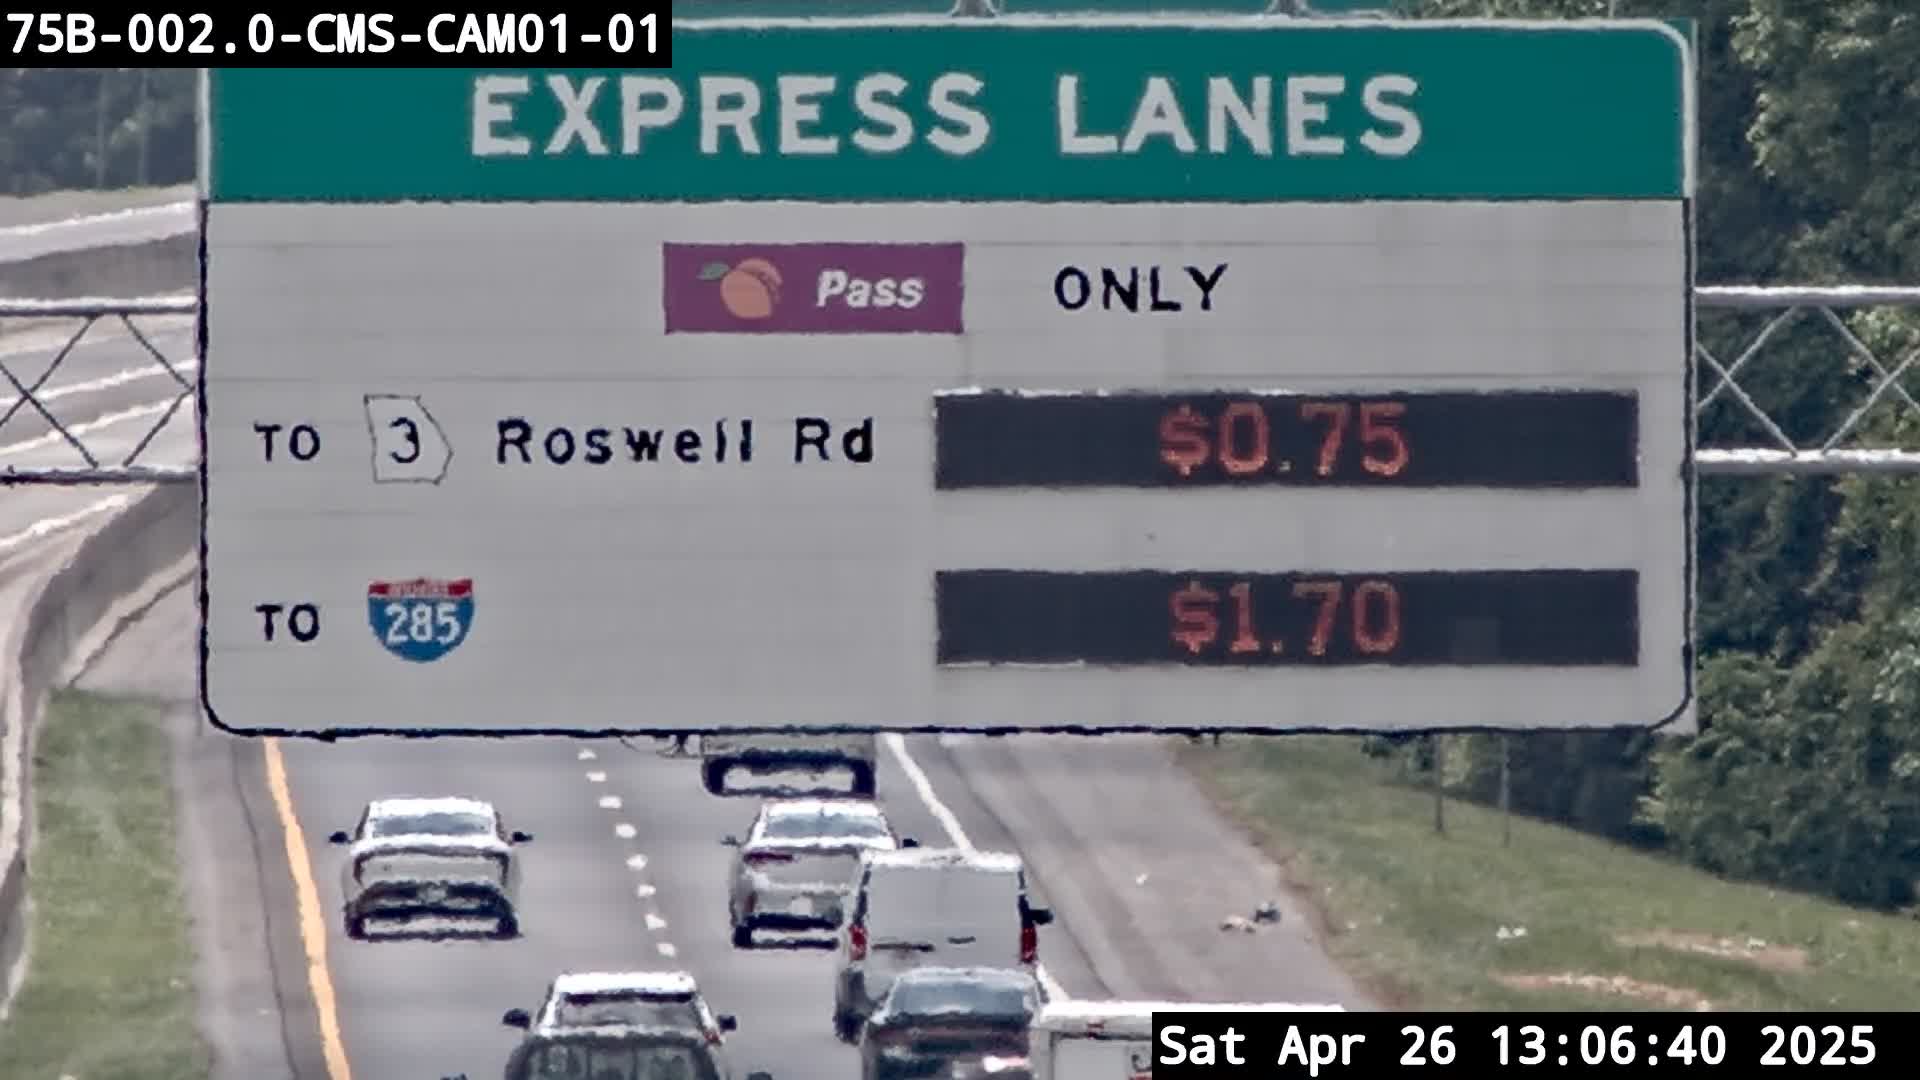 75B-002.0-CMS-CAM01-01
EXPRESS LANES
Pass ONLY
TO 3 Roswell Rd $0.75
TO 285 $1.70
Sat Apr 26 13:06:40 2025